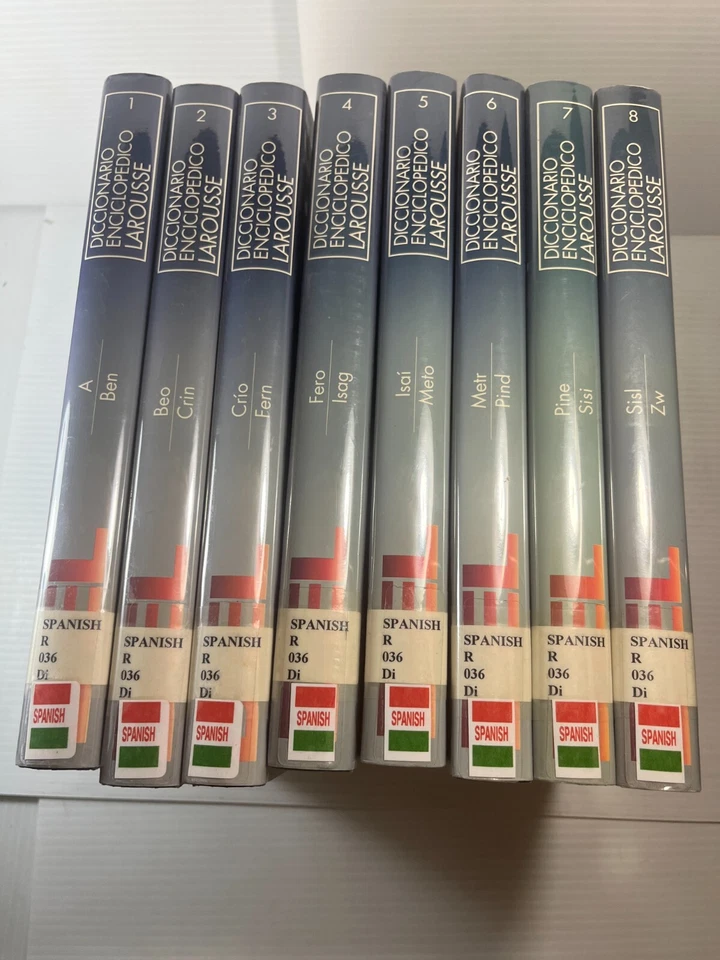 1
DICCIONARIO
ENCICLOPEDICO
LAROUSSE
A
Ben
SPANISH
R
036
Di
SPANISH
2
DICCIONARIO
ENCICLOPEDICO
LAROUSSE
Beo
Crin
SPANISH
R
036
Di
SPANISH
3
DICCIONARIO
ENCICLOPEDICO
LAROUSSE
Crío
Fern
SPANISH
R
036
Di
SPANISH
4
DICCIONARIO
ENCICLOPEDICO
LAROUSSE
Fero
Isag
SPANISH
R
036
Di
SPANISH
5
DICCIONARIO
ENCICLOPEDICO
LAROUSSE
Isaí
Meto
SPANISH
R
036
Di
SPANISH
6
DICCIONARIO
ENCICLOPEDICO
LAROUSSE
Metr
Pind
SPANISH
R
036
Di
SPANISH
7
DICCIONARIO
ENCICLOPEDICO
LAROUSSE
Pine
Sisi
SPANISH
R
036
Di
SPANISH
8
DICCIONARIO
ENCICLOPEDICO
LAROUSSE
Sisl
Zw
SPANISH
R
036
Di
SPANISH